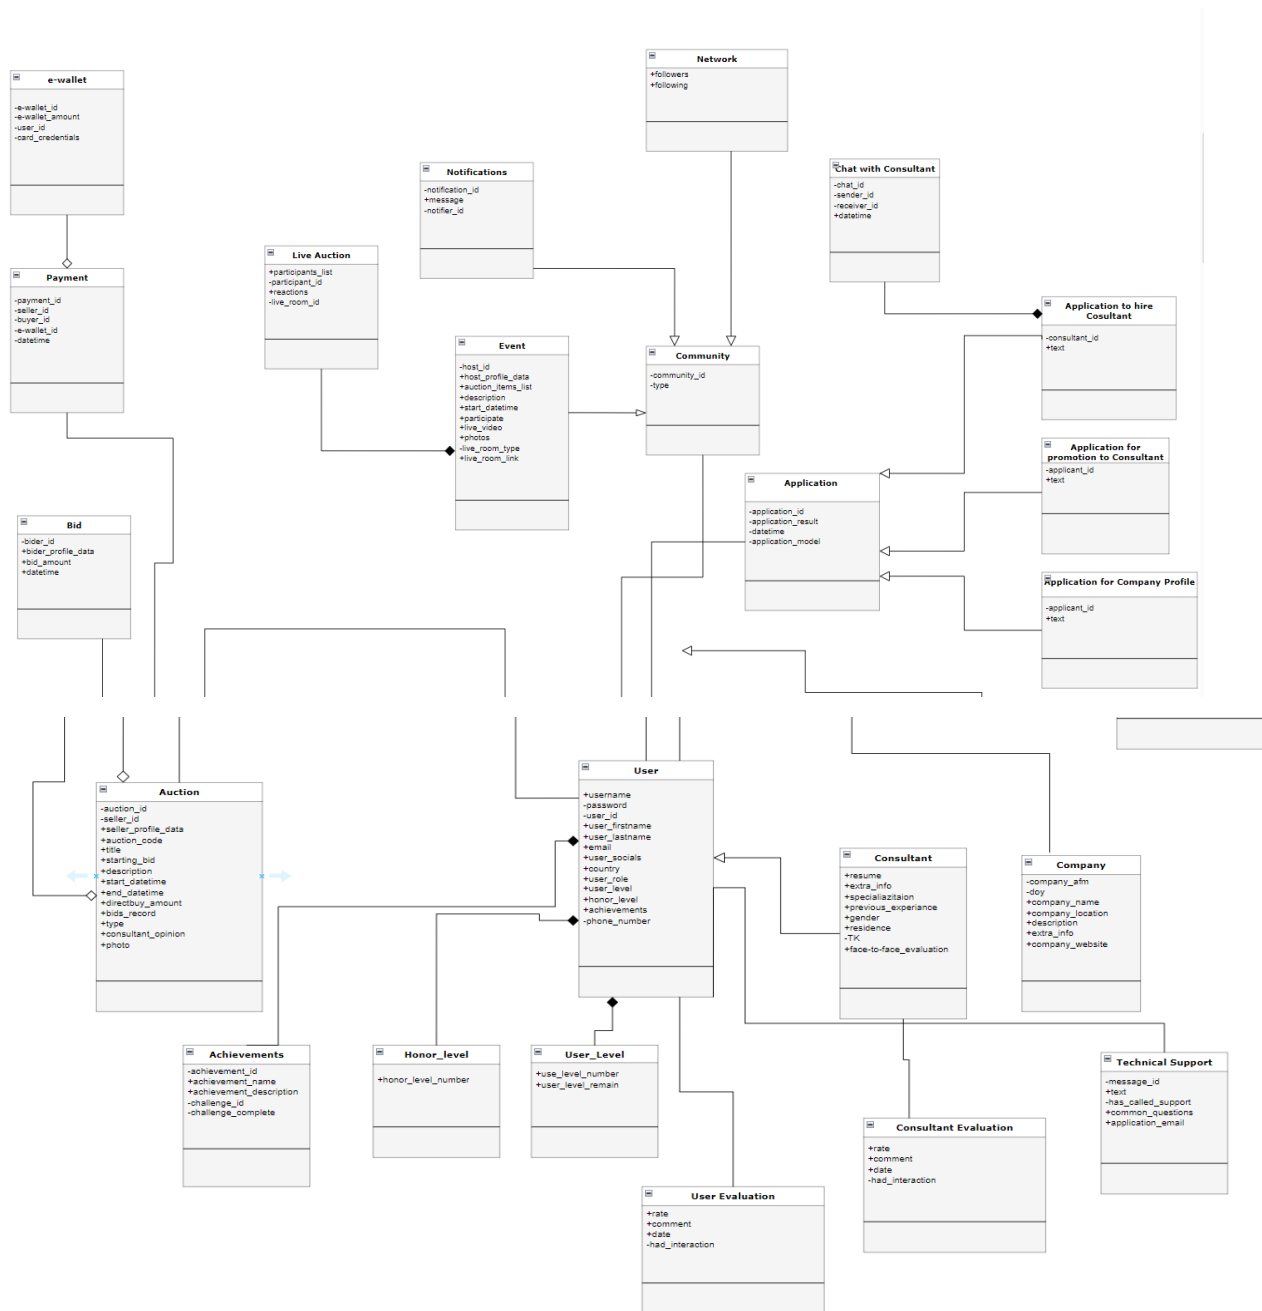 Network
+followers
+following
e-wallet
-e-wallet_id
-e-wallet_amount
-user_id
-card_credentials
Notifications
-notification_id
+message
-notifier_id
Chat with Consultant
-chat_id
-sender_id
-receiver_id
+datetime
Live Auction
+participants_list
-participant_id
+reactions
-live_room_id
Payment
-payment_id
-seller_id
-buyer_id
-e-wallet_id
-datetime
Application to hire
Cosultant
-consultant_id
+text
Event
-host_id
+host_profile_data
+auction_items_list
+description
+start_datetime
+participate
+live_video
+photos
-live_room_type
+live_room_link
Community
-community_id
-type
Application for
promotion to Consultant
-applicant_id
+text
Application
-application_id
-application_result
-datetime
-application_model
Bid
-bider_id
+bider_profile_data
+bid_amount
+datetime
Application for Company Profile
-applicant_id
+text
User
+username
-password
-user_id
+user_firstname
+user_lastname
+email
+user_socials
+country
+user_role
+user_level
+honor_level
+achievements
-phone_number
Auction
-auction_id
-seller_id
+seller_profile_data
+auction_code
+title
+starting_bid
+description
+start_datetime
+end_datetime
+directbuy_amount
+bids_record
+type
+consultant_opinion
+photo
Consultant
+resume
+extra_info
+specialiazitaion
+previous_experiance
+gender
+residence
-TK
+face-to-face_evaluation
Company
-company_afm
-doy
+company_name
+company_location
+description
+extra_info
+company_website
Achievements
-achievement_id
+achievement_name
+achievement_description
-challenge_id
-challenge_complete
Honor_level
+honor_level_number
User_Level
+use_level_number
+user_level_remain
Technical Support
-message_id
+text
-has_called_support
+common_questions
+application_email
Consultant Evaluation
+rate
+comment
+date
-had_interaction
User Evaluation
+rate
+comment
+date
-had_interaction